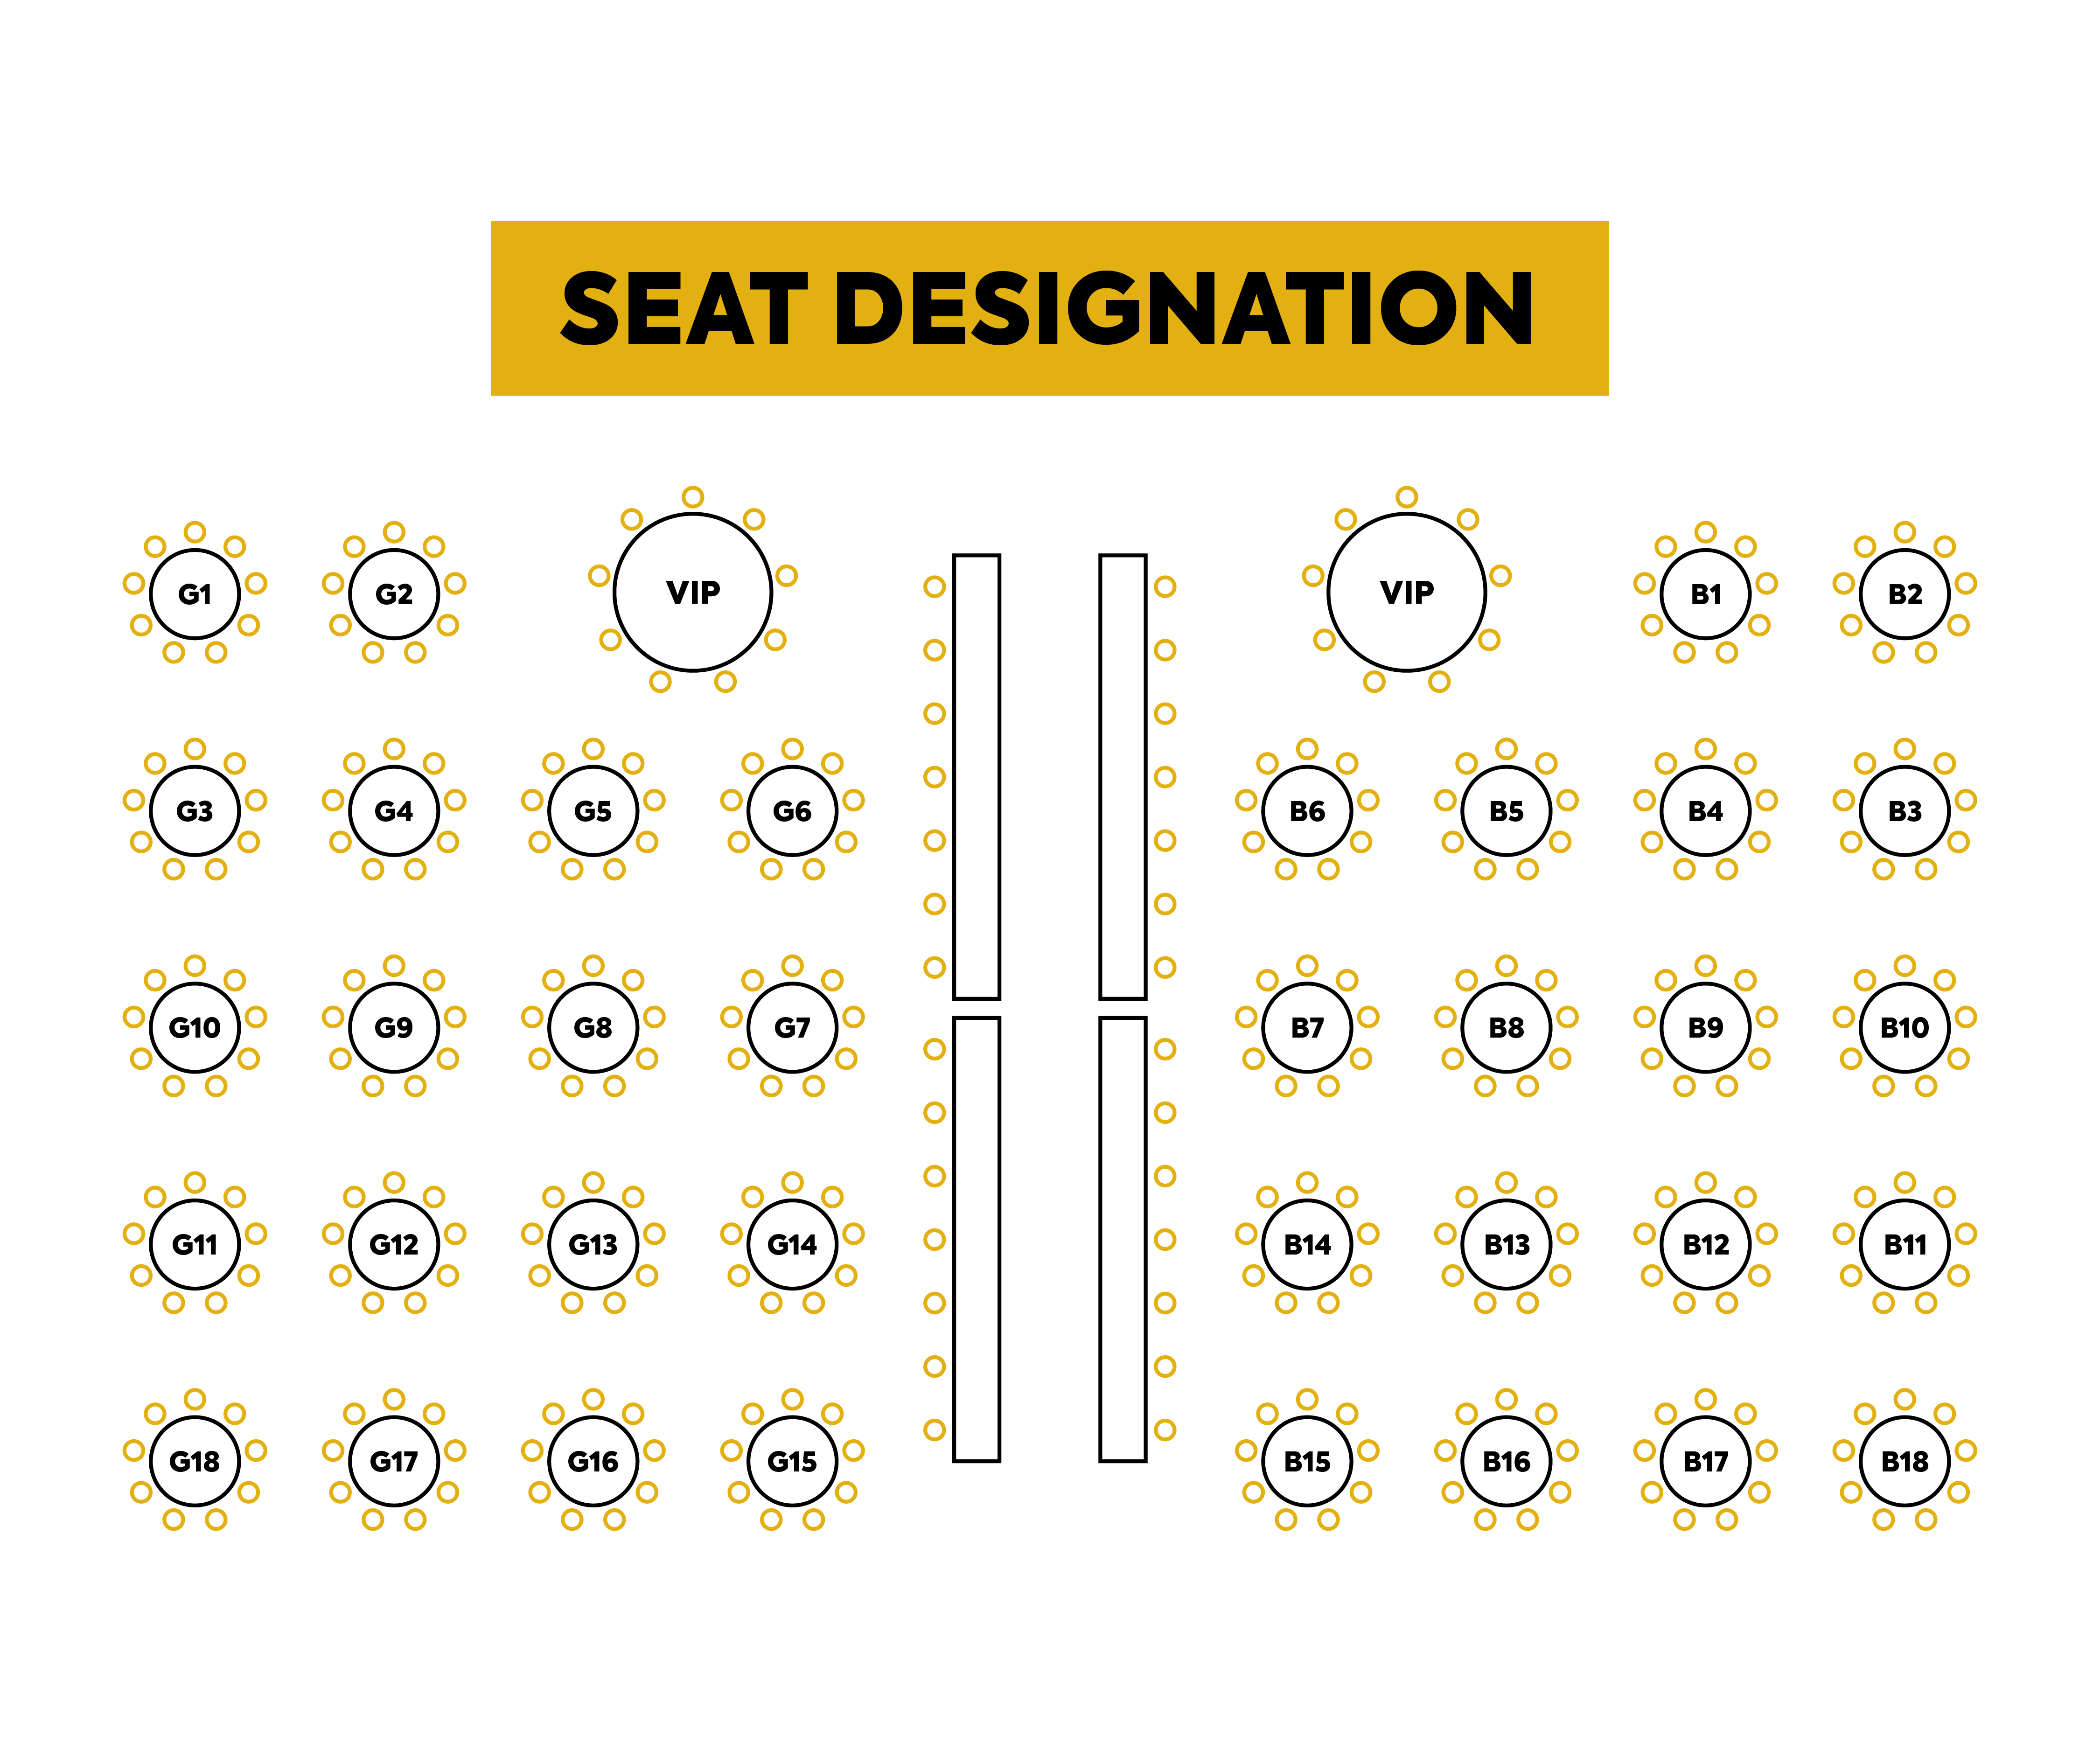 SEAT DESIGNATION
G1 G2 VIP VIP B1 B2
G3 G4 G5 G6 B6 B5 B4 B3
G10 G9 G8 G7 B7 B8 B9 B10
G11 G12 G13 G14 B14 B13 B12 B11
G18 G17 G16 G15 B15 B16 B17 B18